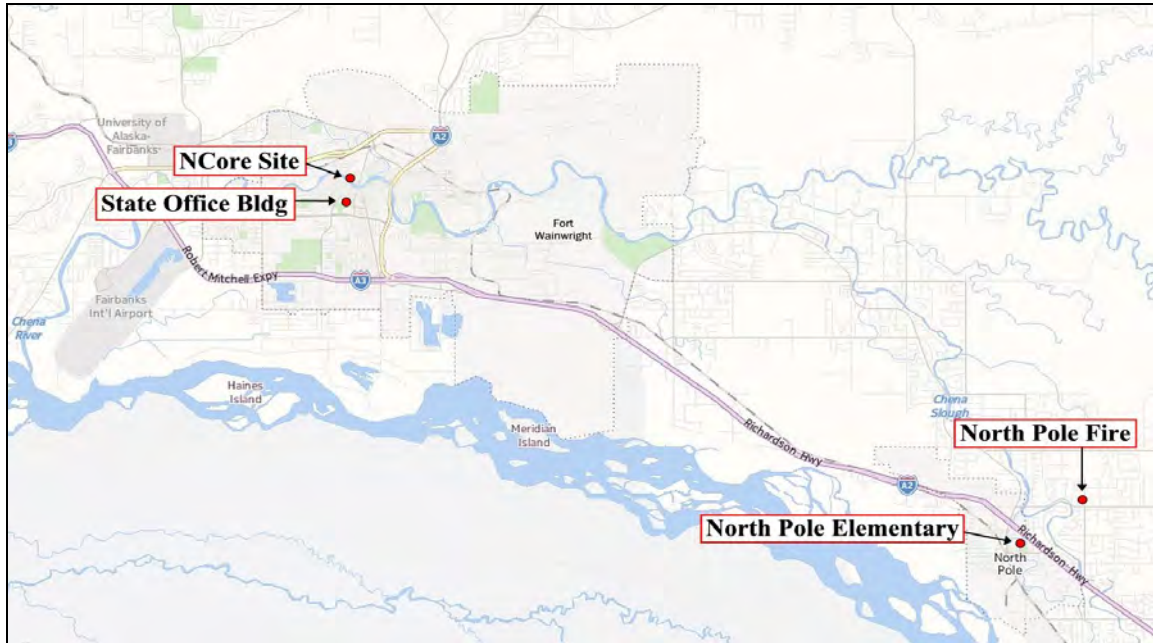 University of
Alaska-
Fairbanks
A2
NCore Site
State Office Bldg
Fort
Wainwright
Robert Mitchell Expy
A3
Fairbanks
Int'l Airport
Chena
River
Haines
Island
Meridian
Island
Chena
Slough
Richardson Hwy
North Pole Fire
A2
North Pole Elementary
North
Pole
Richardson Hwy